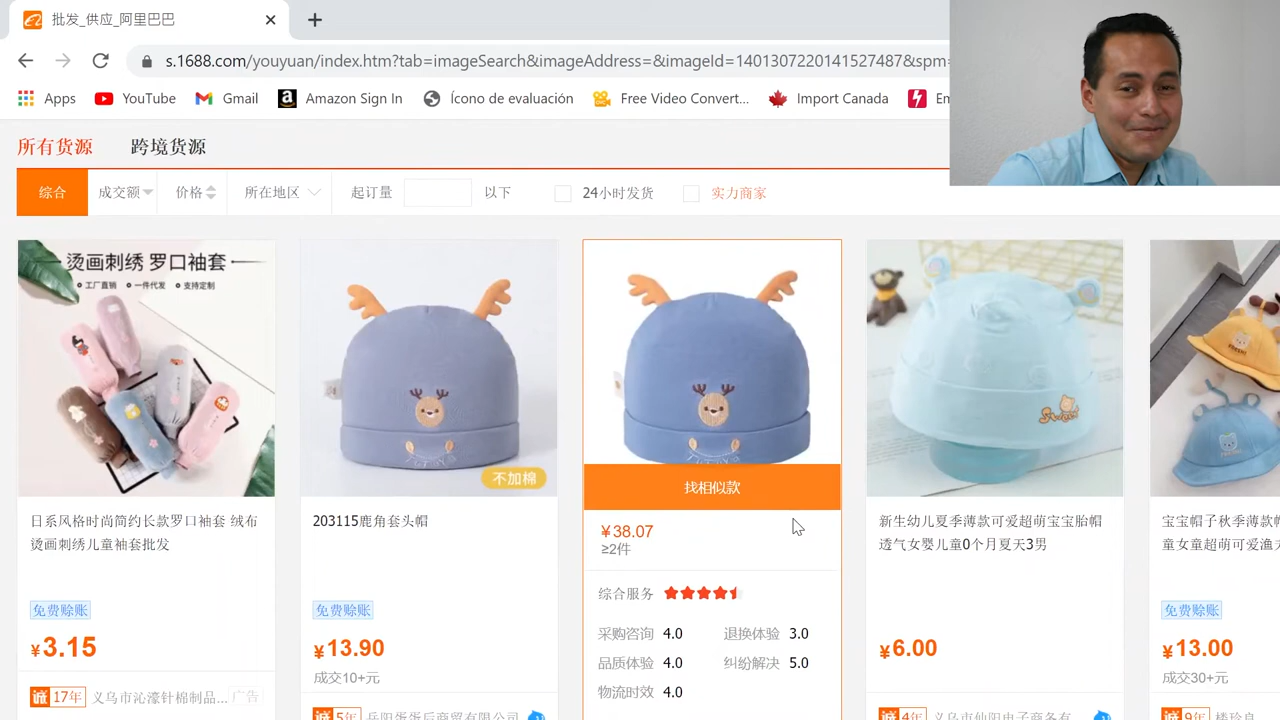 批发_供应_阿里巴巴
s.1688.com/youyuan/index.htm?tab=imageSearch&imageAddress=&imageId=1401307220141527487&spm=
Apps YouTube Gmail Amazon Sign In Ícono de evaluación Free Video Convert... Import Canada Em
所有货源 跨境货源
综合 成交额 价格 所在地区 起订量 以下 24小时发货 实力商家
烫画刺绣 罗口袖套
工厂直销 一件代发 支持定制
不加棉
找相似款
日系风格时尚简约长款罗口袖套 绒布
烫画刺绣儿童袖套批发
免费赊账
¥3.15
诚 17年 义乌市沁濠针棉制品... 广告
203115鹿角套头帽
免费赊账
¥13.90
成交10+元
诚 5年 岳阳蛋蛋后商贸有限公司
¥38.07
≥2件
综合服务
采购咨询 4.0 退换体验 3.0
品质体验 4.0 纠纷解决 5.0
物流时效 4.0
新生幼儿夏季薄款可爱超萌宝宝胎帽
透气女婴儿童0个月夏天3男
¥6.00
诚 4年 义乌市仙阳电子商务有
宝宝帽子秋季薄
童女童超萌可爱渔
免费赊账
¥13.00
成交30+元
诚 9年 楼珍良